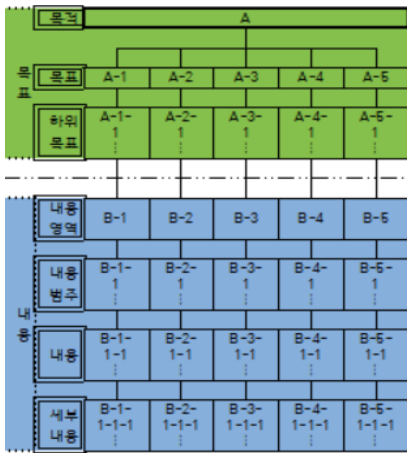 목적 A
목표
목표 A-1 A-2 A-3 A-4 A-5
하위 목표 A-1-1 A-2-1 A-3-1 A-4-1 A-5-1
⋮ ⋮ ⋮ ⋮ ⋮
내용
내용 영역 B-1 B-2 B-3 B-4 B-5
내용 범주 B-1-1 B-2-1 B-3-1 B-4-1 B-5-1
⋮ ⋮ ⋮ ⋮ ⋮
내용 B-1-1-1 B-2-1-1 B-3-1-1 B-4-1-1 B-5-1-1
⋮ ⋮ ⋮ ⋮ ⋮
세부 내용 B-1-1-1-1 B-2-1-1-1 B-3-1-1-1 B-4-1-1-1 B-5-1-1-1
⋮ ⋮ ⋮ ⋮ ⋮